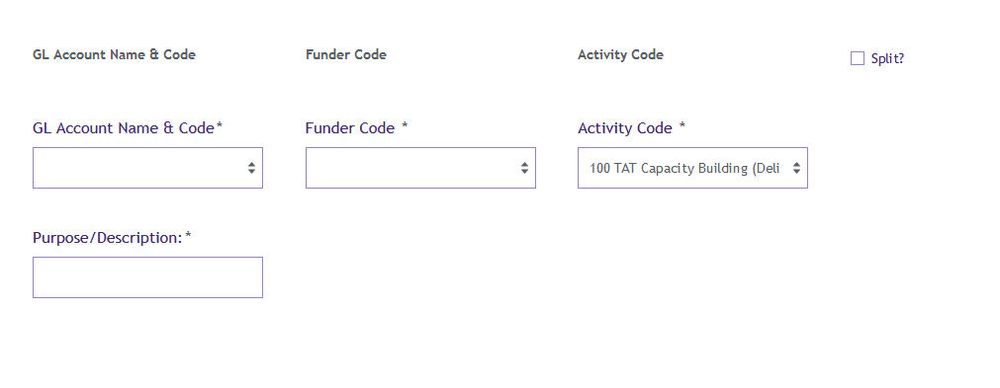 GL Account Name & Code
Funder Code
Activity Code
Split?
GL Account Name & Code*
Funder Code *
Activity Code *
100 TAT Capacity Building (Deli
Purpose/Description:*